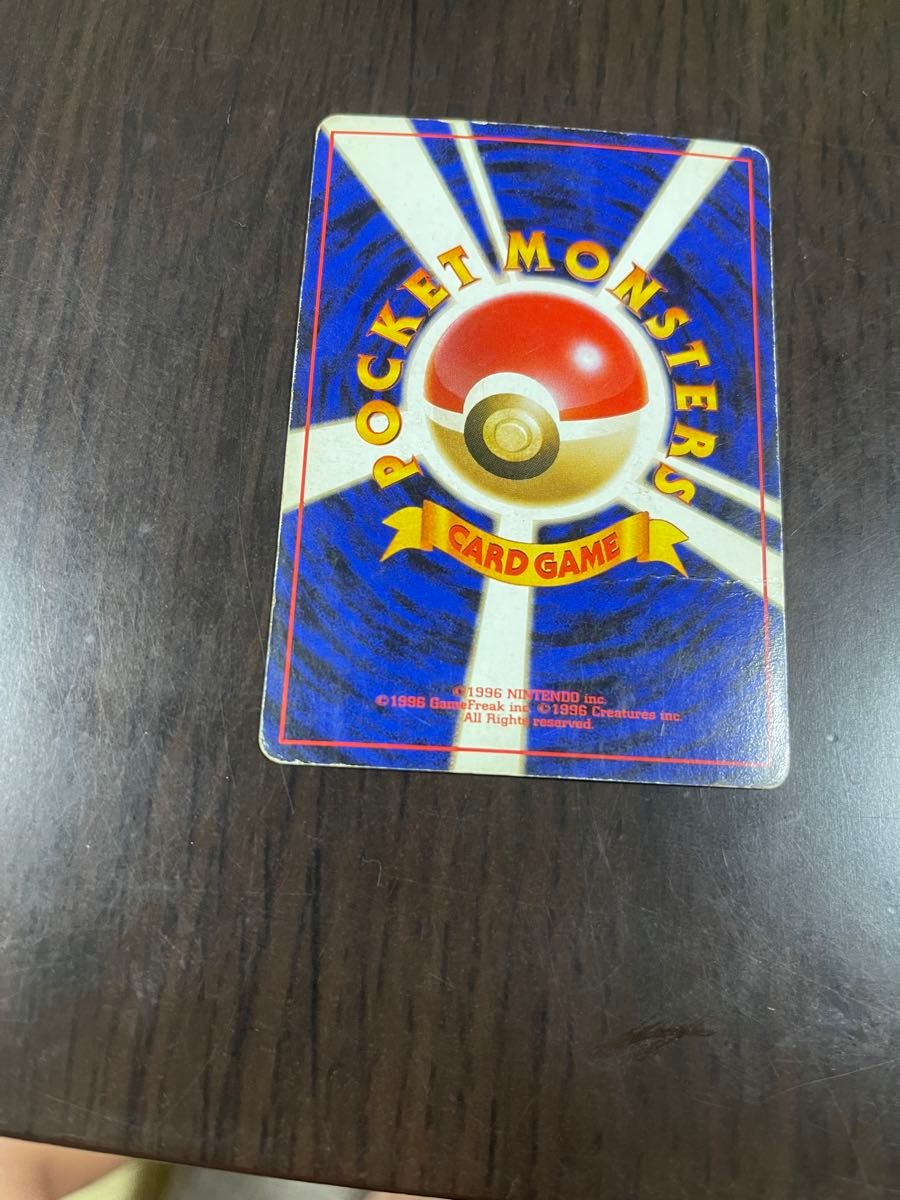 POCKET MONSTERS
CARD GAME
©1996 NINTENDO inc.
©1996 GameFreak inc ©1996 Creatures inc.
All Rights reserved.